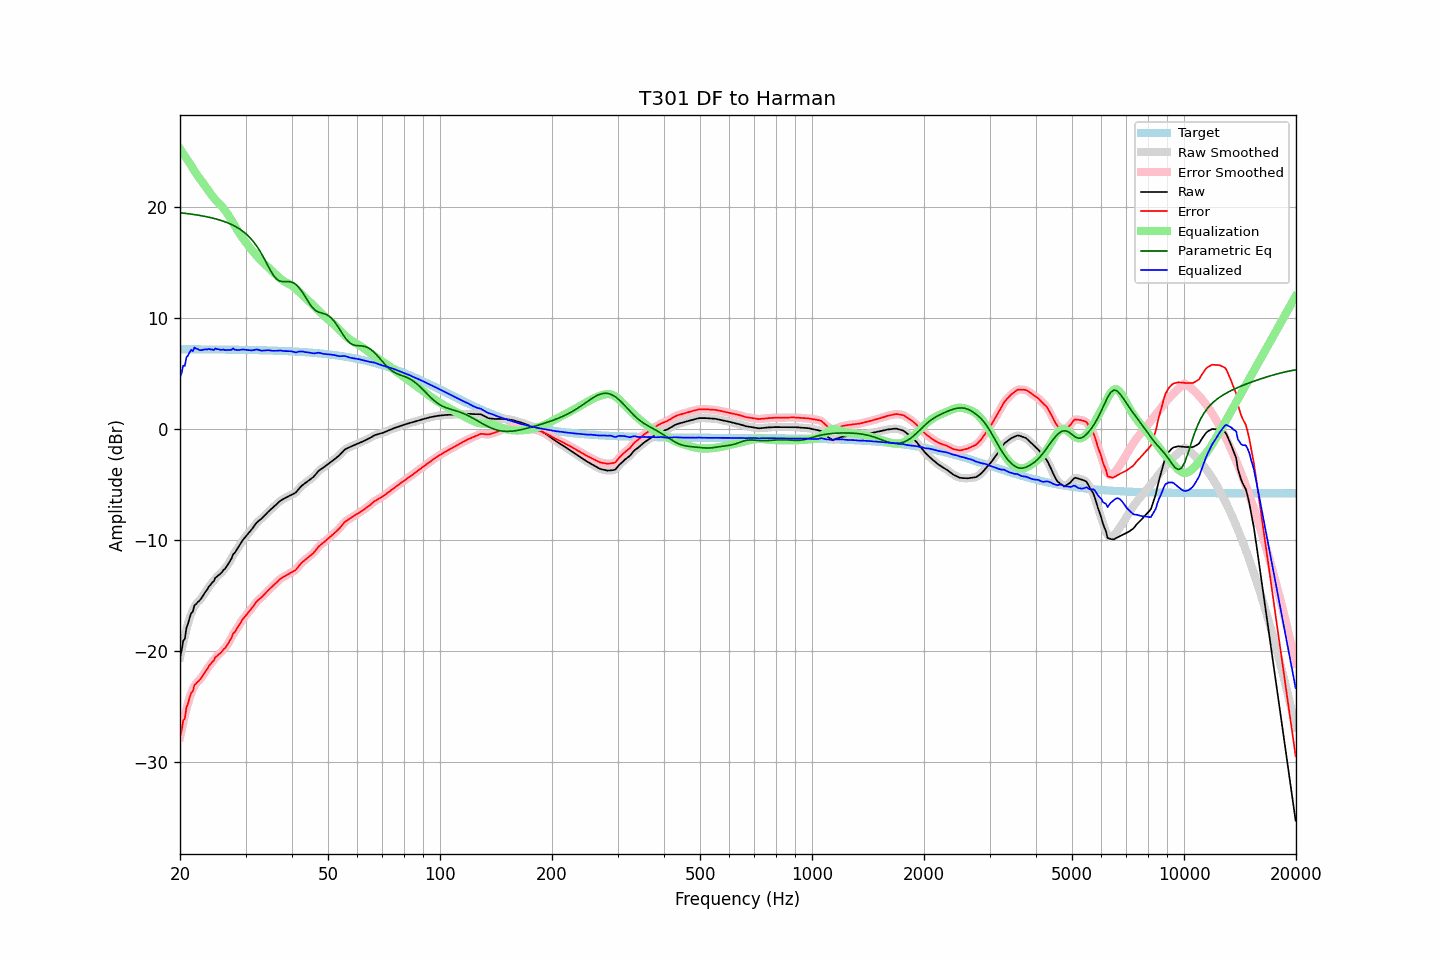 T301 DF to Harman
Target
Raw Smoothed
Error Smoothed
Raw
Error
Equalization
Parametric Eq
Equalized
Amplitude (dBr)
20
10
0
−10
−20
−30
20 50 100 200 500 1000 2000 5000 10000 20000
Frequency (Hz)